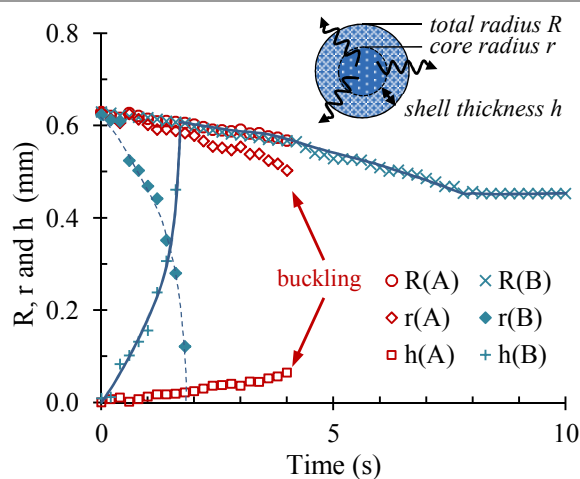 total radius R
core radius r
shell thickness h
R, r and h (mm)
0.8
0.6
0.4
0.2
0.0
buckling
R(A) R(B)
r(A) r(B)
h(A) h(B)
0 5 10
Time (s)